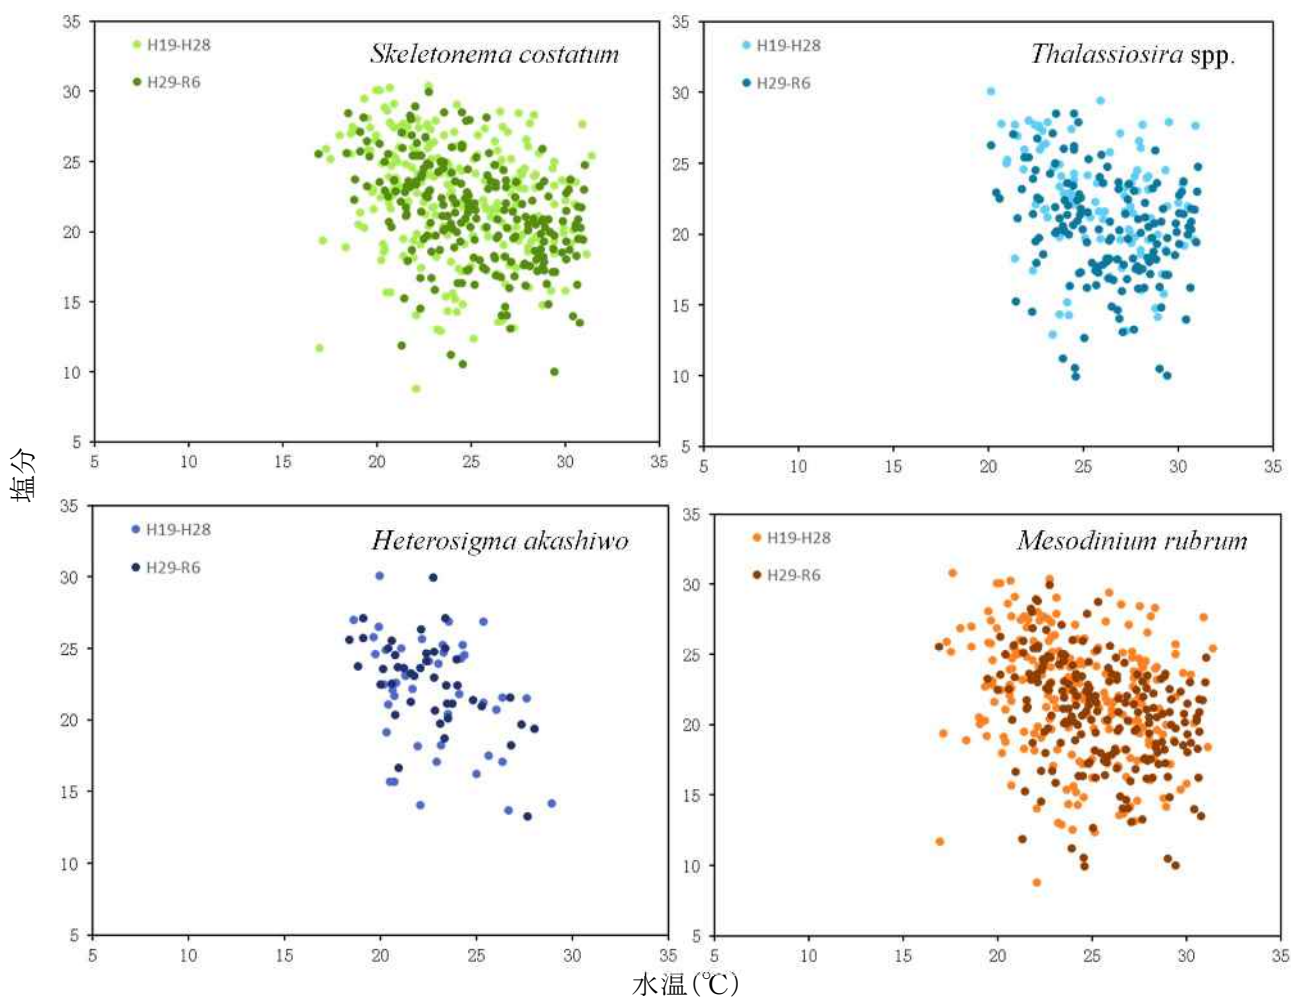 Skeletonema costatum
H19-H28
H29-R6
35
30
25
20
15
10
5
5 10 15 20 25 30 35
Thalassiosira spp.
H19-H28
H29-R6
35
30
25
20
15
10
5
5 10 15 20 25 30 35
塩分
Heterosigma akashiwo
H19-H28
H29-R6
35
30
25
20
15
10
5
5 10 15 20 25 30 35
Mesodinium rubrum
H19-H28
H29-R6
35
30
25
20
15
10
5
5 10 15 20 25 30 35
水温(℃)